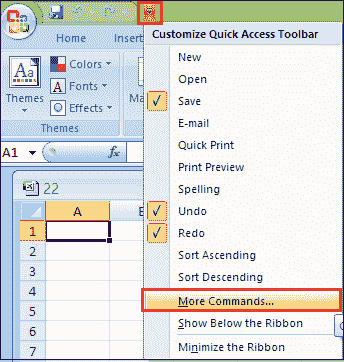 Customize Quick Access Toolbar
Home
Insert
New
Open
Save
E-mail
Quick Print
Print Preview
Spelling
Undo
Redo
Sort Ascending
Sort Descending
More Commands...
Show Below the Ribbon
Minimize the Ribbon
Aa
Themes
Colors
Fonts
Effects
Ma
Themes
A1
fx
22
A
1
2
3
4
5
6
7